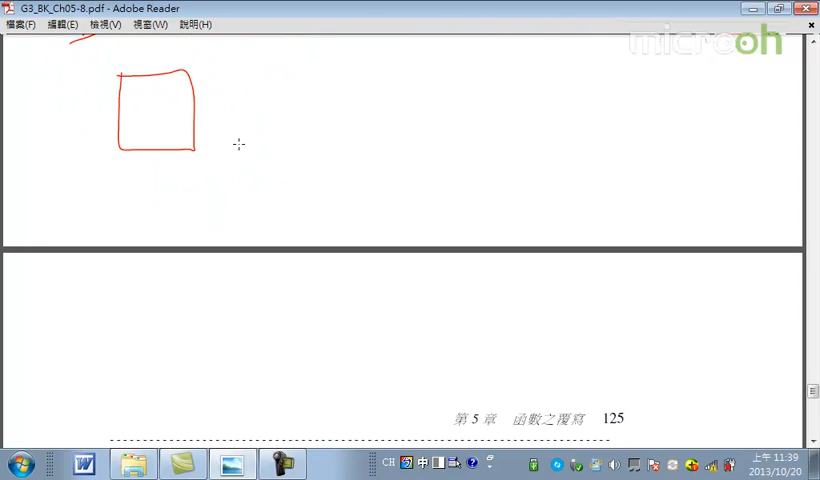 G3_BK_Ch05-8.pdf - Adobe Reader
檔案(F) 編輯(E) 檢視(V) 視窗(W) 說明(H)
microoh
第 5 章 函數之覆寫 125
CH 中
上午 11:39
2013/10/20